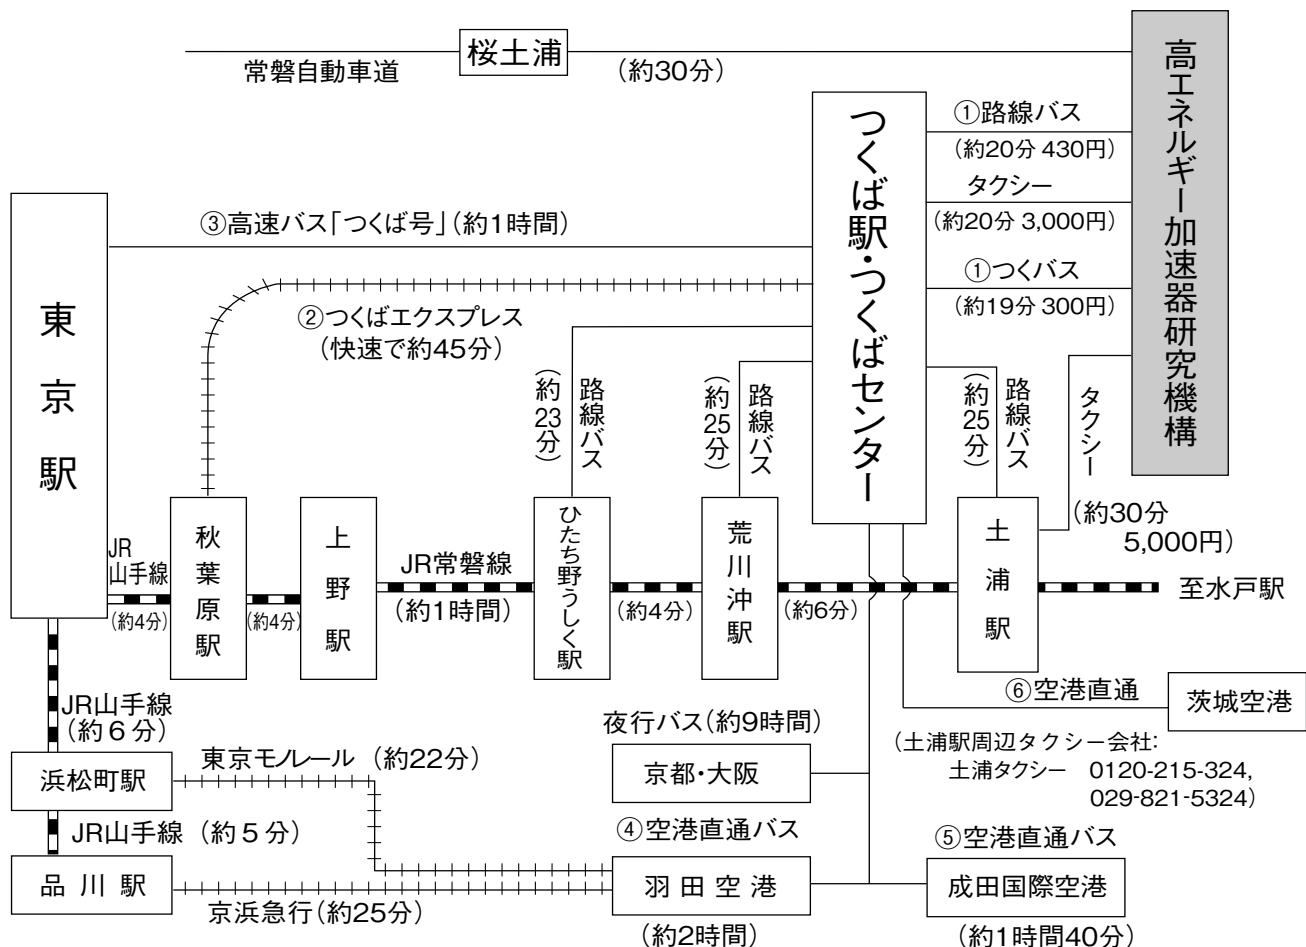 桜土浦
常磐自動車道
(約30分)
高エネルギー加速器研究機構
つくば駅・つくばセンター
①路線バス
(約20分 430円)
タクシー
(約20分 3,000円)
①つくバス
(約19分 300円)
東京駅
③高速バス「つくば号」(約1時間)
②つくばエクスプレス
(快速で約45分)
路線バス
(約23分)
路線バス
(約25分)
路線バス
(約25分)
タクシー
(約30分
5,000円)
JR
山手線
(約4分)
秋葉原駅
(約4分)
上野駅
JR常磐線
(約1時間)
ひたち野うしく駅
(約4分)
荒川沖駅
(約6分)
土浦駅
至水戸駅
JR山手線
(約6分)
⑥空港直通
茨城空港
(土浦駅周辺タクシー会社:
土浦タクシー 0120-215-324,
029-821-5324)
夜行バス(約9時間)
京都・大阪
浜松町駅
東京モノレール (約22分)
JR山手線 (約5分)
品川駅
京浜急行(約25分)
④空港直通バス
羽田空港
(約2時間)
⑤空港直通バス
成田国際空港
(約1時間40分)